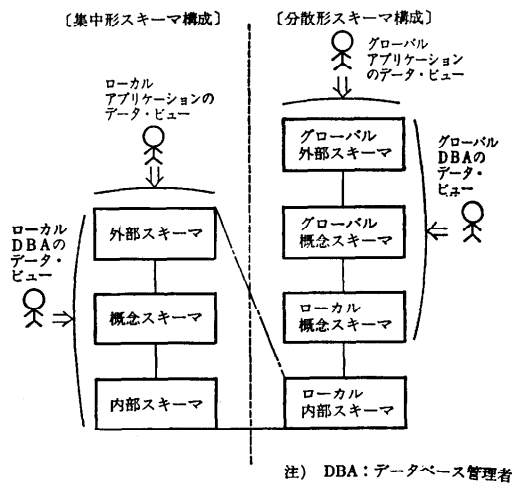 〔集中形スキーマ構成〕
〔分散形スキーマ構成〕
ローカル
アプリケーションの
データ・ビュー
グローバル
アプリケーション
のデータ・ビュー
グローバル
外部スキーマ
グローバル
DBAの
データ・
ビュー
ローカル
DBAの
データ・
ビュー
外部スキーマ
グローバル
概念スキーマ
概念スキーマ
ローカル
概念スキーマ
内部スキーマ
ローカル
内部スキーマ
注) DBA:データベース管理者